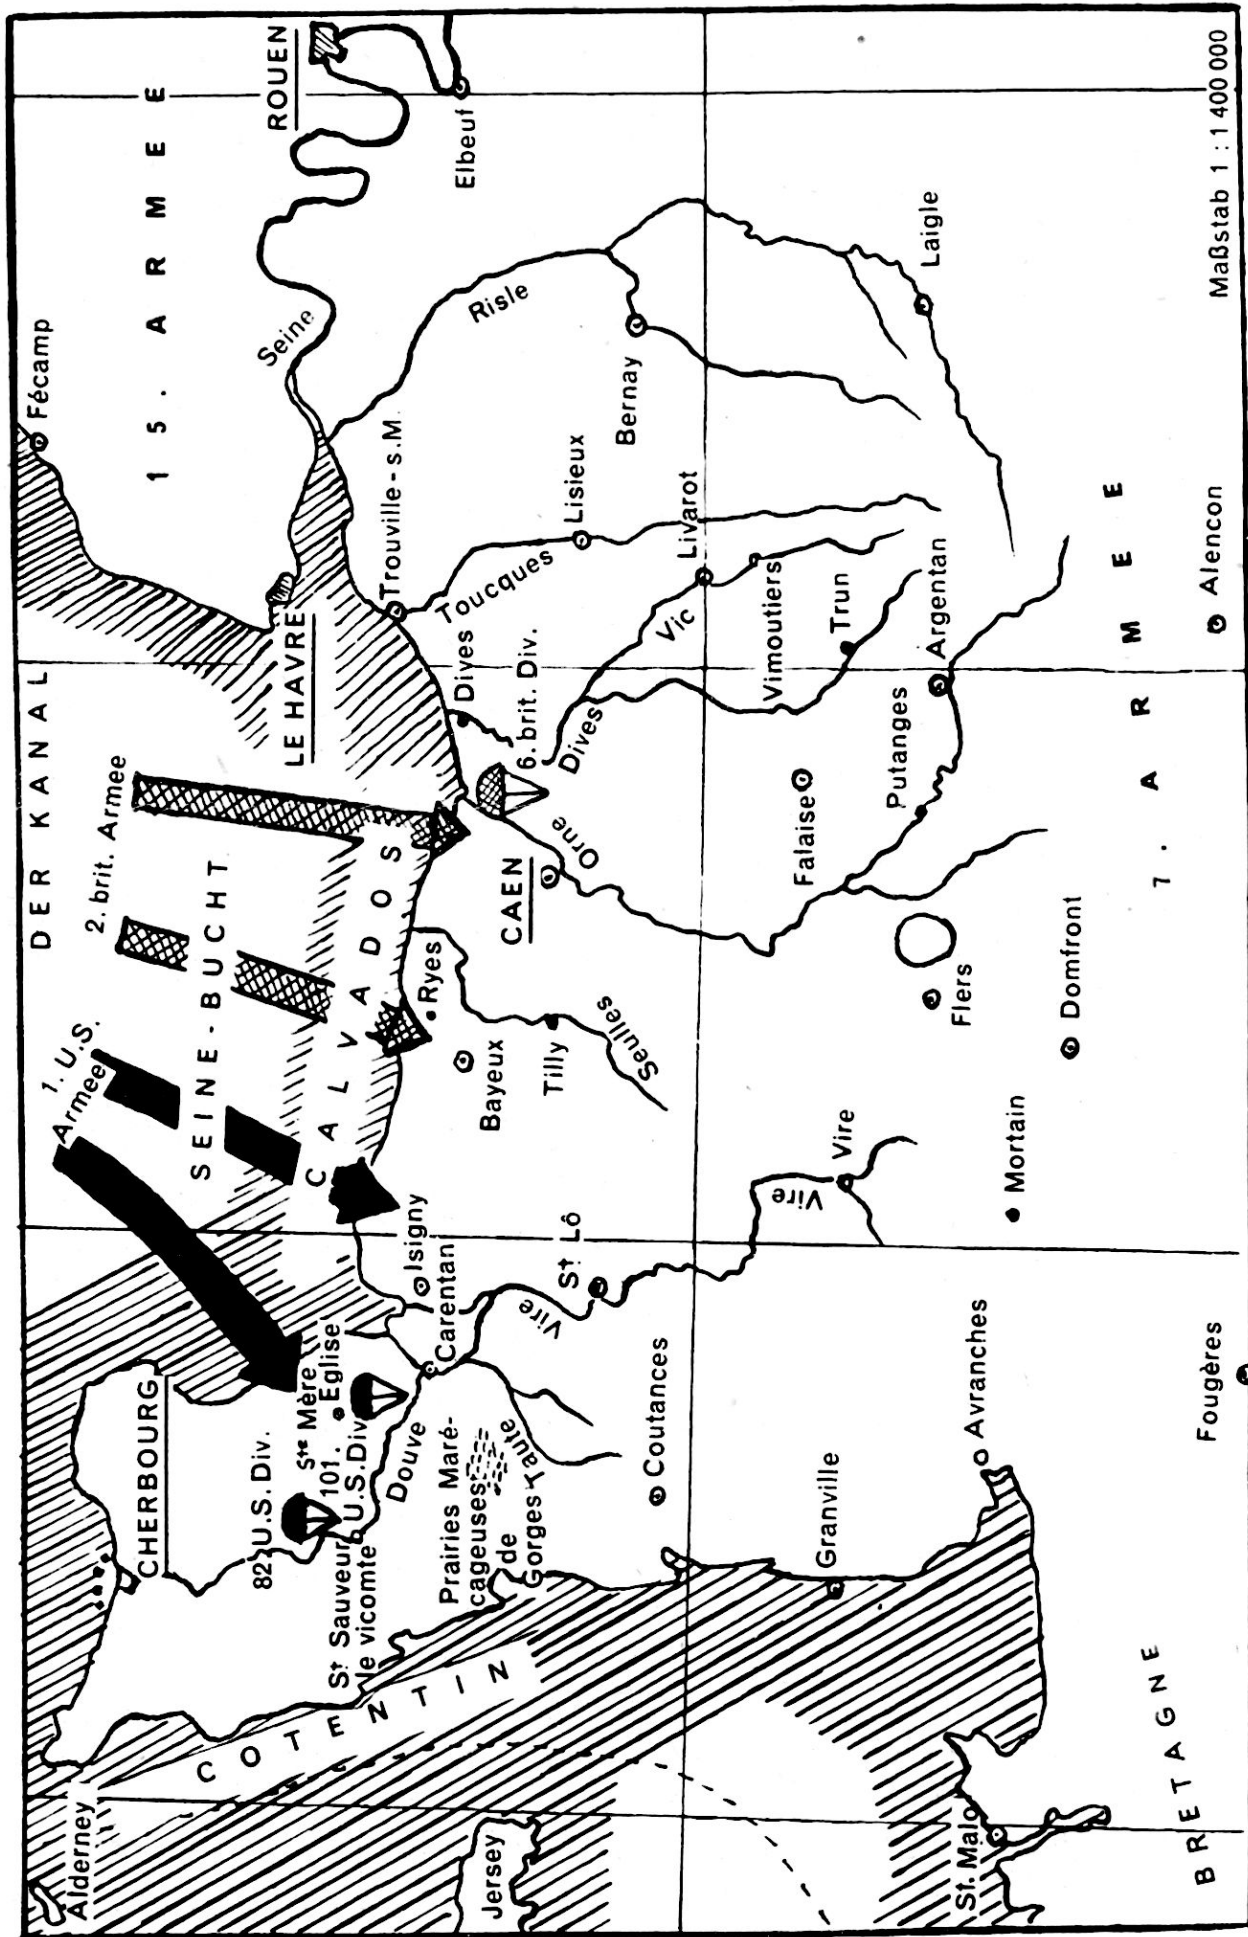 DER KANAL
Alderney
Fécamp
1. U.S.
Armee
2. brit. Armee
CHERBOURG
SEINE-BUCHT
15. ARMEE
COTENTIN
82. U.S.Div.
Ste Mère
Eglise
101.
U.S.Div.
St Sauveur
le vicomte
CALVADOS
LE HAVRE
Seine
ROUEN
Douve
Isigny
Carentan
Ryes
Trouville-s.M.
Elbeuf
Prairies Maré-
cageuses
de
Gorges
Taute
Bayeux
Dives
Toucques
Risle
Jersey
CAEN
6. brit. Div.
Vire
St Lô
Tilly
Orne
Dives
Lisieux
Bernay
Seulles
Coutances
Vic
Livarot
Vire
Vire
Falaise
Vimoutiers
Trun
Granville
Putanges
Argentan
Laigle
Flers
St. Malo
Avranches
Mortain
Domfront
7. ARMEE
BRETAGNE
Fougères
Alencon
Maßstab 1 : 1 400 000